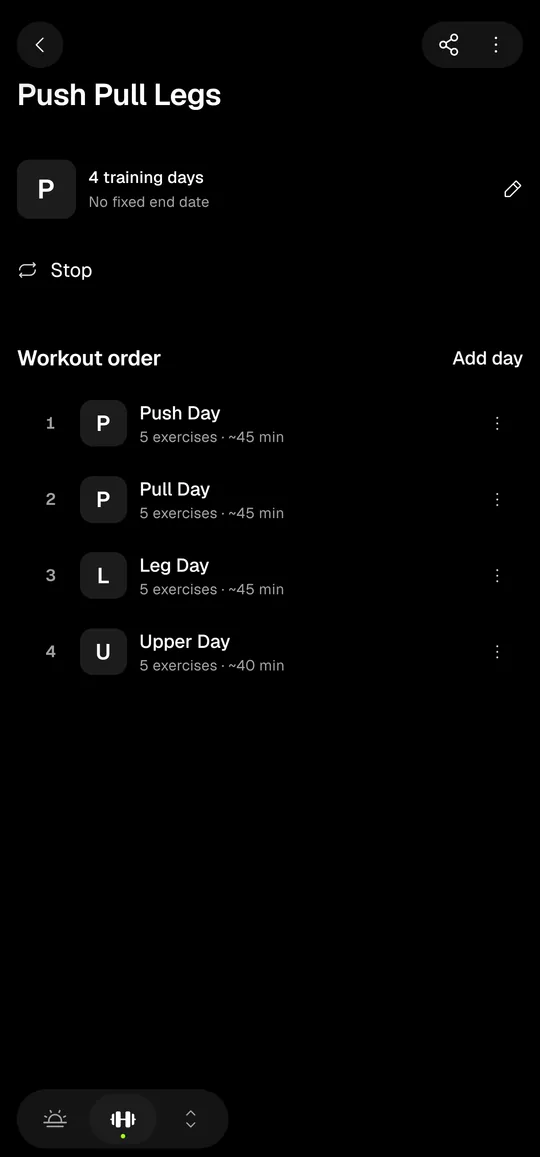 Push Pull Legs
P
4 training days
No fixed end date
Stop
Workout order
Add day
1
P
Push Day
5 exercises · ~45 min
2
P
Pull Day
5 exercises · ~45 min
3
L
Leg Day
5 exercises · ~45 min
4
U
Upper Day
5 exercises · ~40 min